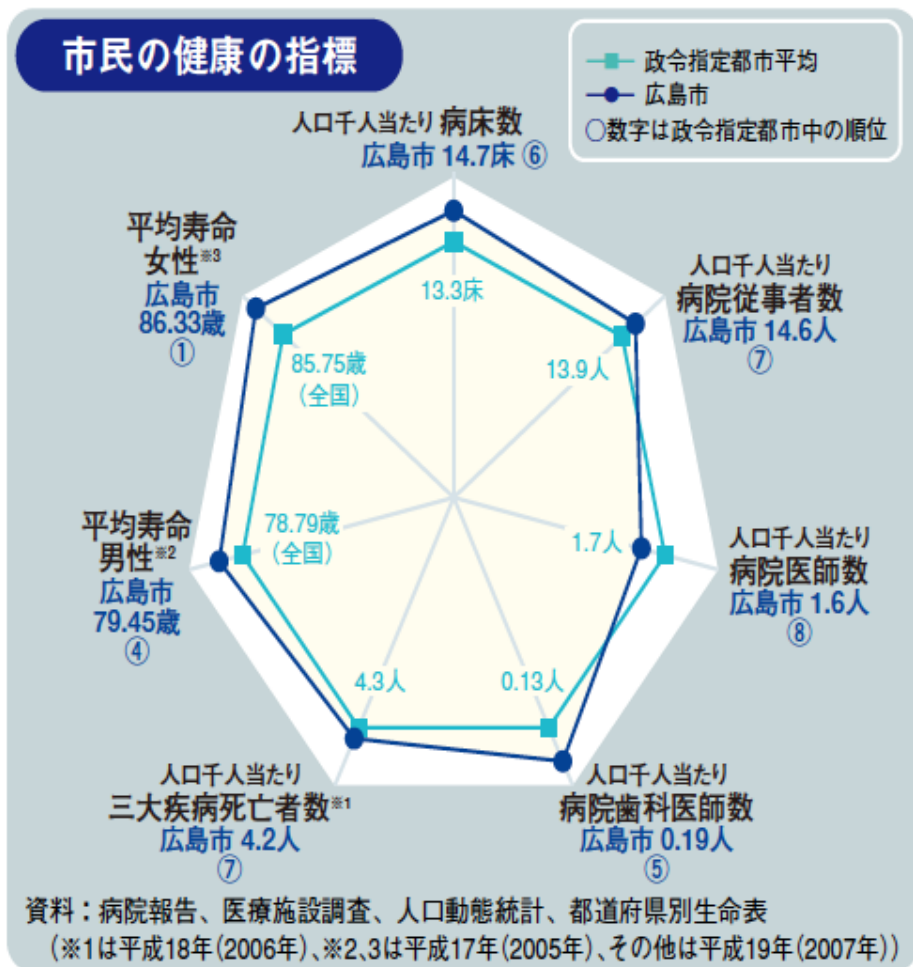 市民の健康の指標
政令指定都市平均
広島市
○数字は政令指定都市中の順位
人口千人当たり 病床数
広島市 14.7床 ⑥
13.3床
人口千人当たり
病院従事者数
広島市 14.6人
⑦
13.9人
人口千人当たり
病院医師数
広島市 1.6人
⑧
1.7人
人口千人当たり
病院歯科医師数
広島市 0.19人
⑤
0.13人
人口千人当たり
三大疾病死亡者数※1
広島市 4.2人
⑦
4.3人
平均寿命
男性※2
広島市
79.45歳
④
78.79歳
(全国)
平均寿命
女性※3
広島市
86.33歳
①
85.75歳
(全国)
資料:病院報告、医療施設調査、人口動態統計、都道府県別生命表
(※1は平成18年(2006年)、※2、3は平成17年(2005年)、その他は平成19年(2007年))